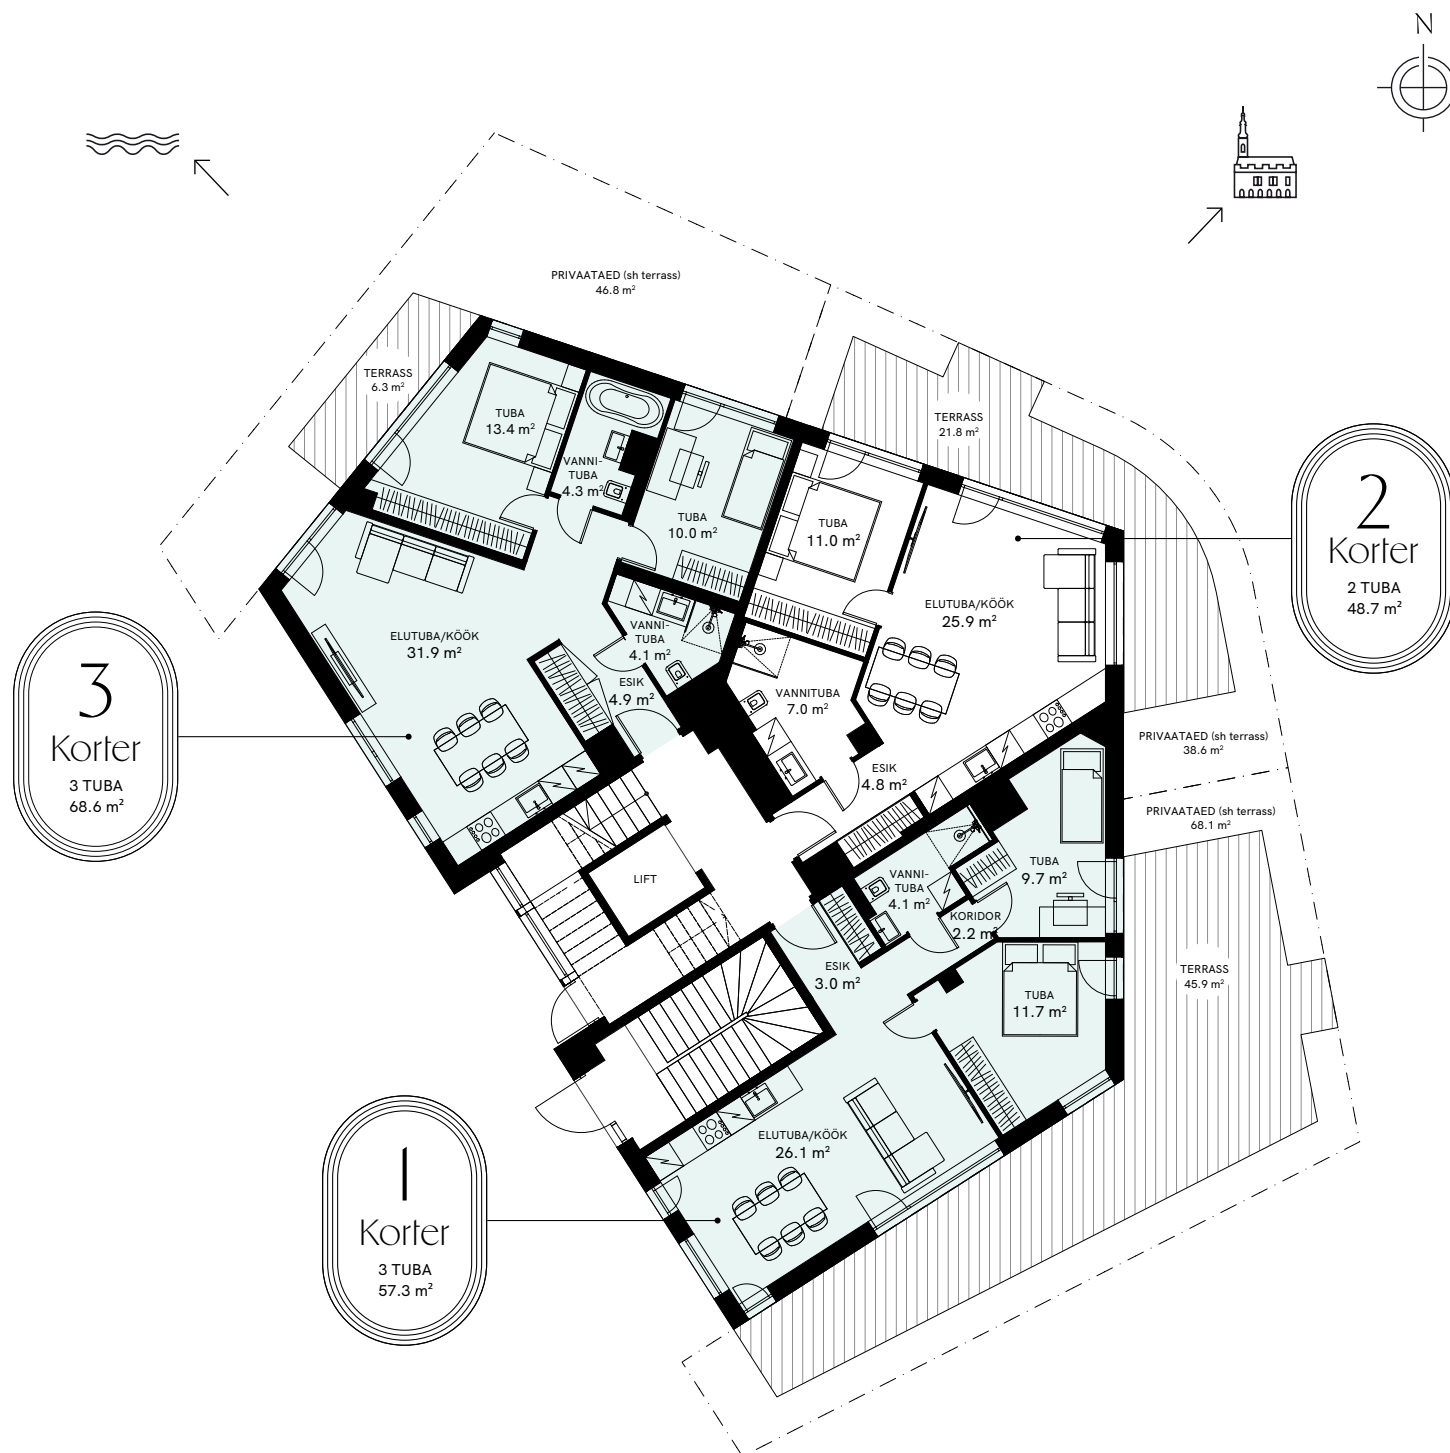 N
PRIVAATAED (sh terrass)
46.8 m²
TERRASS
6.3 m²
TUBA
13.4 m²
VANNI-
TUBA
4.3 m²
TUBA
10.0 m²
TERRASS
21.8 m²
TUBA
11.0 m²
2
Korter
2 TUBA
48.7 m²
ELUTUBA/KÖÖK
25.9 m²
ELUTUBA/KÖÖK
31.9 m²
VANNI-
TUBA
4.1 m²
ESIK
4.9 m²
VANNITUBA
7.0 m²
3
Korter
3 TUBA
68.6 m²
PRIVAATAED (sh terrass)
38.6 m²
ESIK
4.8 m²
PRIVAATAED (sh terrass)
68.1 m²
LIFT
TUBA
9.7 m²
VANNI-
TUBA
4.1 m²
KORIDOR
2.2 m²
ESIK
3.0 m²
TERRASS
45.9 m²
TUBA
11.7 m²
ELUTUBA/KÖÖK
26.1 m²
1
Korter
3 TUBA
57.3 m²